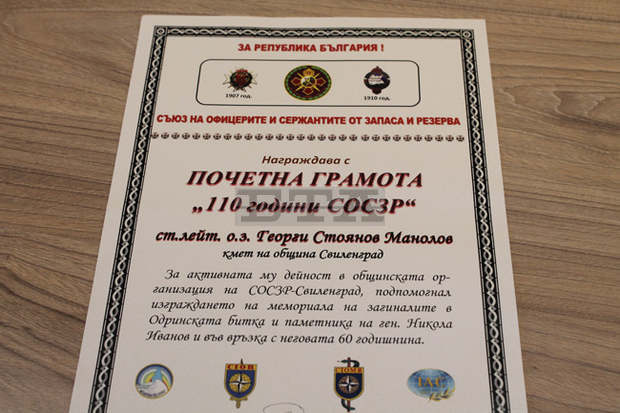 ЗА РЕПУБЛИКА БЪЛГАРИЯ !
1907 год.
1910 год.
СЪЮЗ НА ОФИЦЕРИТЕ И СЕРЖАНТИТЕ ОТ ЗАПАСА И РЕЗЕРВА
Награждава с
ПОЧЕТНА ГРАМОТА
„110 години СОСЗР“
БТА
ст.лейт. о.з. Георги Стоянов Манолов
кмет на община Свиленград
За активната му дейност в общинската ор-
ганизация на СОСЗР-Свиленград, подпомогнал
изграждането на мемориала на загиналите в
Одринската битка и паметника на ген. Никола
Иванов и във връзка с неговата 60 годишнина.